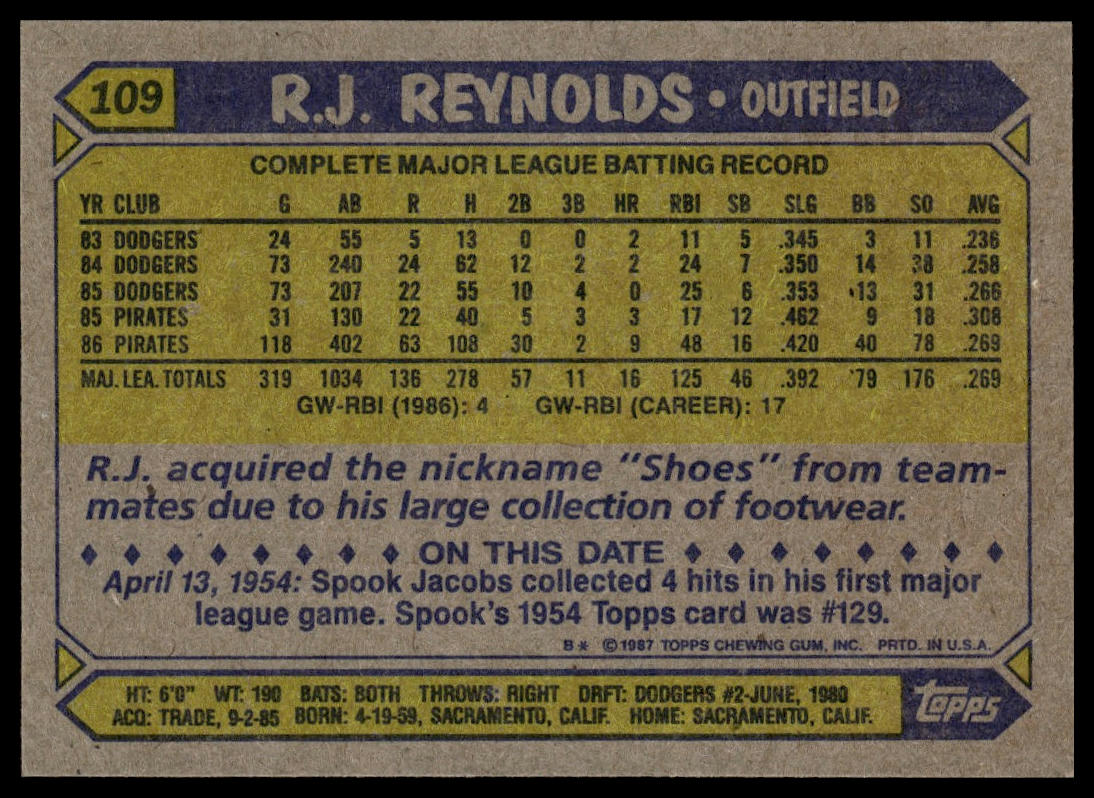 109 R.J. REYNOLDS • OUTFIELD
COMPLETE MAJOR LEAGUE BATTING RECORD
YR CLUB G AB R H 2B 3B HR RBI SB SLG BB SO AVG
83 DODGERS 24 55 5 13 0 0 2 11 5 .345 3 11 .236
84 DODGERS 73 240 24 62 12 2 2 24 7 .350 14 38 .258
85 DODGERS 73 207 22 55 10 4 0 25 6 .353 13 31 .266
85 PIRATES 31 130 22 40 5 3 3 17 12 .462 9 18 .308
86 PIRATES 118 402 63 108 30 2 9 48 16 .420 40 78 .269
MAJ. LEA. TOTALS 319 1034 136 278 57 11 16 125 46 .392 79 176 .269
GW-RBI (1986): 4 GW-RBI (CAREER): 17
R.J. acquired the nickname "Shoes" from team-
mates due to his large collection of footwear.
♦ ♦ ♦ ♦ ♦ ♦ ♦ ♦ ON THIS DATE ♦ ♦ ♦ ♦ ♦ ♦ ♦ ♦
April 13, 1954: Spook Jacobs collected 4 hits in his first major
league game. Spook's 1954 Topps card was #129.
B* ©1987 TOPPS CHEWING GUM, INC. PRTD. IN U.S.A.
HT: 6'0" WT: 190 BATS: BOTH THROWS: RIGHT DRFT: DODGERS #2-JUNE, 1980
ACQ: TRADE, 9-2-85 BORN: 4-19-59, SACRAMENTO, CALIF. HOME: SACRAMENTO, CALIF.
topps